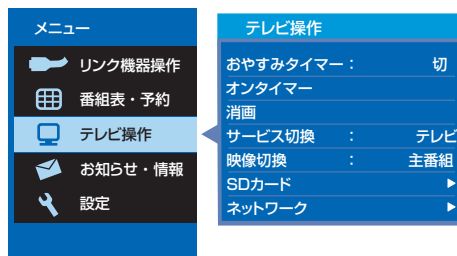 メニュー
リンク機器操作
番組表・予約
テレビ操作
お知らせ・情報
設定
テレビ操作
おやすみタイマー： 切
オンタイマー
消画
サービス切換 ： テレビ
映像切換 ： 主番組
SDカード
ネットワーク